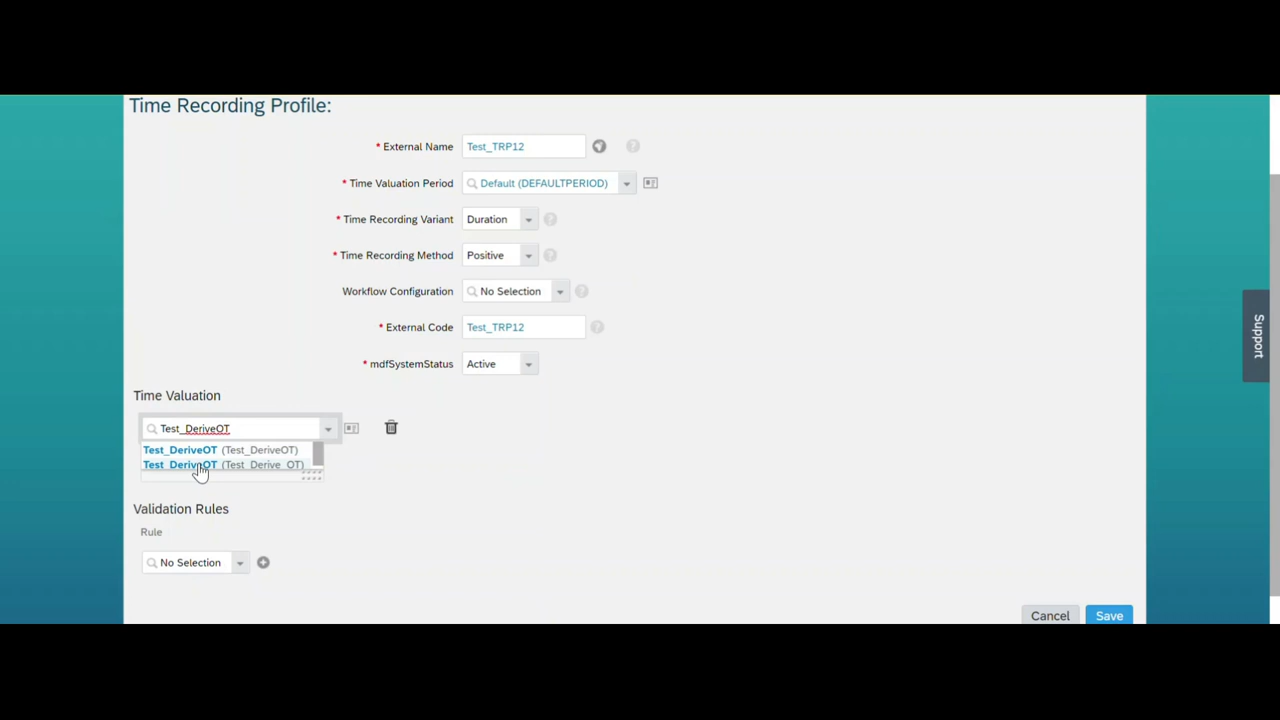 Time Recording Profile:
* External Name Test_TRP12
* Time Valuation Period Default (DEFAULTPERIOD)
* Time Recording Variant Duration
* Time Recording Method Positive
Workflow Configuration No Selection
* External Code Test_TRP12
* mdfSystemStatus Active
Support
Time Valuation
Test_DeriveOT
Test_DeriveOT (Test_DeriveOT)
Test_DeriveOT (Test_Derive_OT)
Validation Rules
Rule
No Selection
Cancel Save